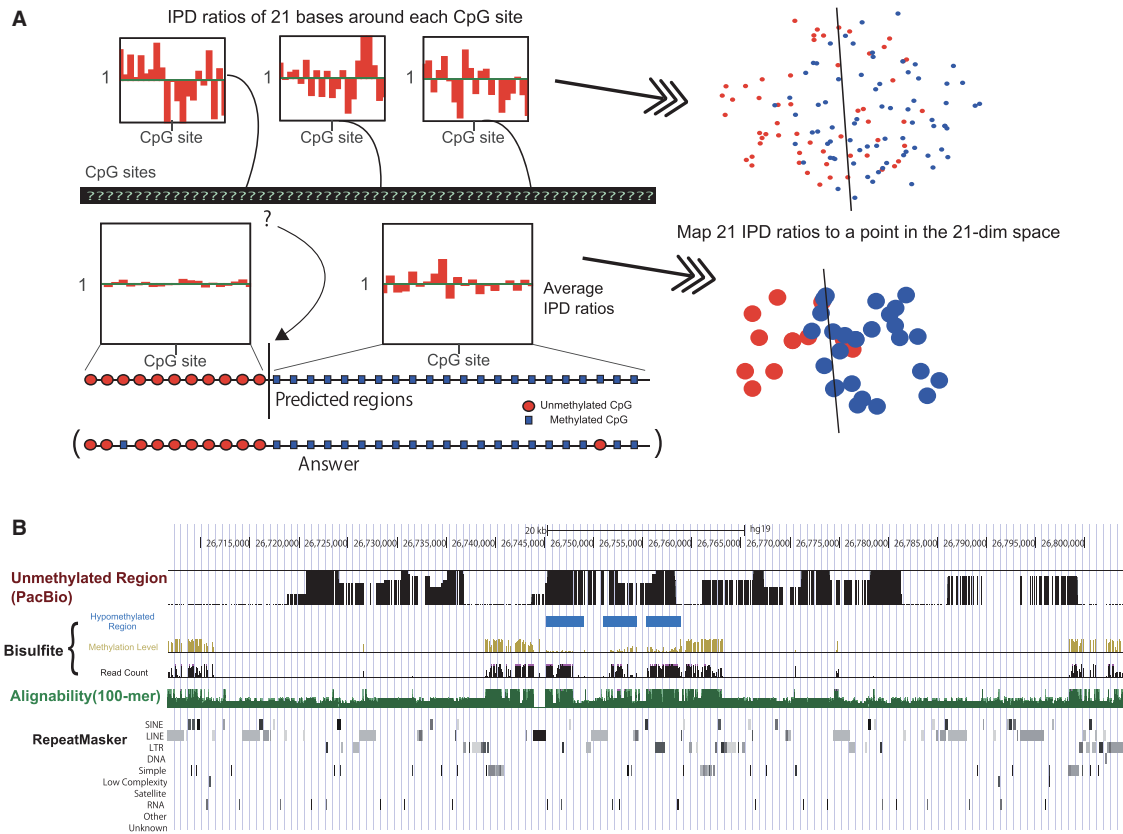 A
IPD ratios of 21 bases around each CpG site
1
1
1
CpG site
CpG site
CpG site
CpG sites
????????????????????????????????????????????????
?
Map 21 IPD ratios to a point in the 21-dim space
1
1
Average
IPD ratios
CpG site
CpG site
Predicted regions
Unmethylated CpG
Methylated CpG
( )
Answer
B
20 kb hg19
26,715,000 26,720,000 26,725,000 26,730,000 26,735,000 26,740,000 26,745,000 26,750,000 26,755,000 26,760,000 26,765,000 26,770,000 26,775,000 26,780,000 26,785,000 26,790,000 26,795,000 26,800,000
Unmethylated Region
(PacBio)
Hypomethylated
Region
Bisulfite {
Methylation Level
Read Count
Alignability(100-mer)
RepeatMasker
SINE
LINE
LTR
DNA
Simple
Low Complexity
Satellite
RNA
Other
Unknown